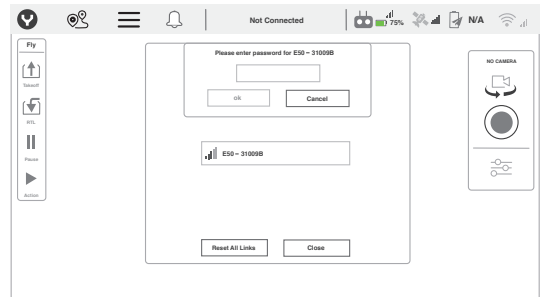 Not Connected
75%
N/A
Fly
Takeoff
RTL
Pause
Action
Please enter password for E50 – 31009B
ok
Cancel
E50 – 31009B
Reset All Links
Close
NO CAMERA